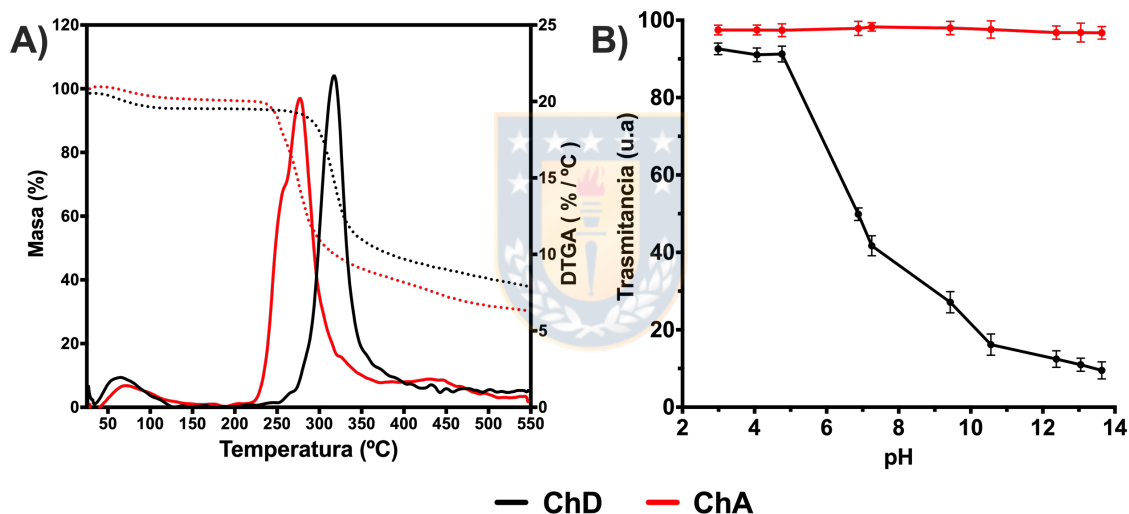 A)
120
100
80
60
40
20
0
Masa (%)
50 100 150 200 250 300 350 400 450 500 550
Temperatura (ºC)
25
20
15
10
5
0
DTGA ( % / ºC )
B)
100
80
60
40
20
0
Trasmitancia (u.a)
2 4 6 8 10 12 14
pH
ChD ChA